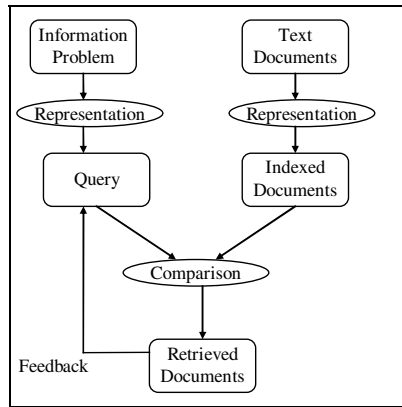 Information
Problem
Text
Documents
Representation
Representation
Query
Indexed
Documents
Comparison
Feedback
Retrieved
Documents